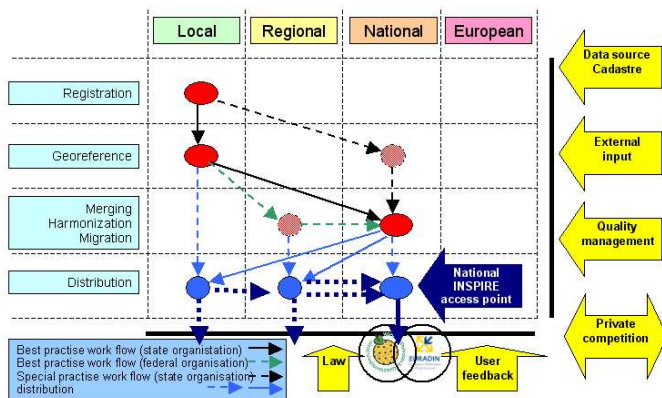 Local Regional National European
Data source
Cadastre
Registration
External
input
Georeference
Merging
Harmonization
Migration
Quality
management
Distribution
National
INSPIRE
access point
Private
competition
Best practise work flow (state organisation)
Best practise work flow (federal organisation)
Special practise work flow (state organisation)
distribution
Law
EURADIN
User
feedback